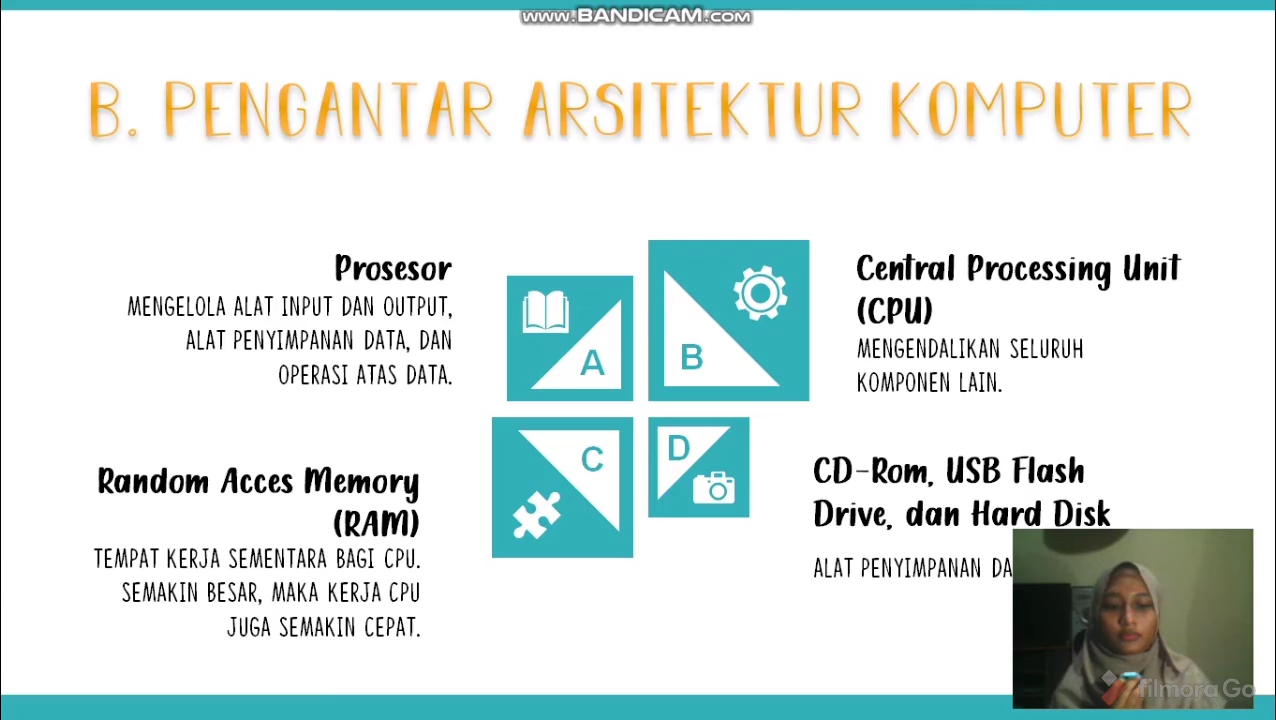 www.BANDICAM.com
B. PENGANTAR ARSITEKTUR KOMPUTER
Prosesor
MENGELOLA ALAT INPUT DAN OUTPUT,
ALAT PENYIMPANAN DATA, DAN
OPERASI ATAS DATA.
A
B
Central Processing Unit
(CPU)
MENGENDALIKAN SELURUH
KOMPONEN LAIN.
Random Acces Memory
(RAM)
TEMPAT KERJA SEMENTARA BAGI CPU.
SEMAKIN BESAR, MAKA KERJA CPU
JUGA SEMAKIN CEPAT.
C
D
CD-Rom, USB Flash
Drive, dan Hard Disk
ALAT PENYIMPANAN
filmora Go